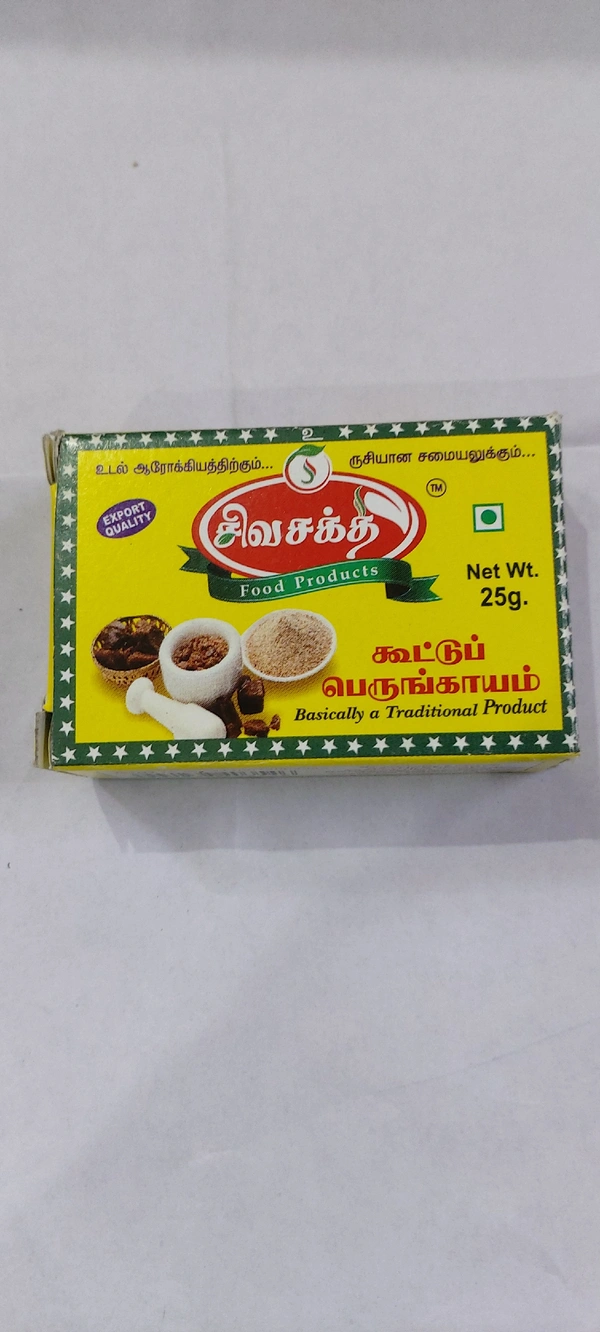 உ
உடல் ஆரோக்கியத்திற்கும்...
ருசியான சமையலுக்கும்...
EXPORT
QUALITY
சிவசக்தி
TM
Food Products
Net Wt.
25g.
கூட்டுப்
பெருங்காயம்
Basically a Traditional Product